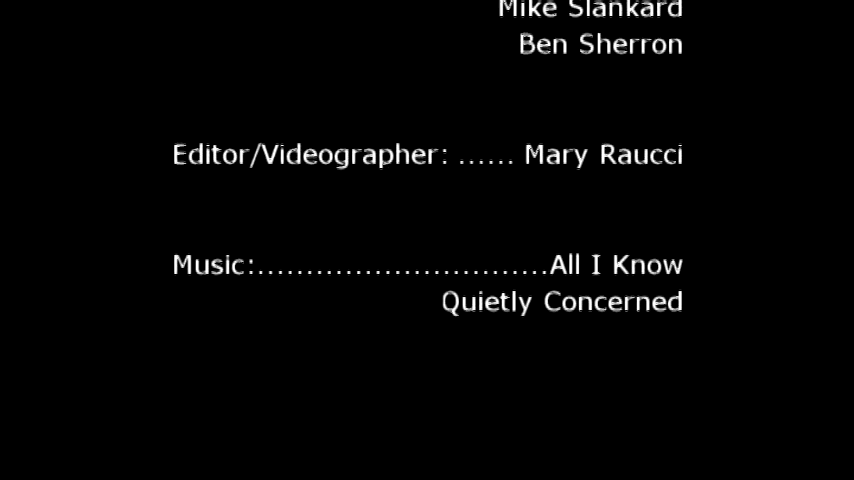 Mike Slankard
Ben Sherron
Editor/Videographer: ...... Mary Raucci
Music:..............................All I Know
Quietly Concerned